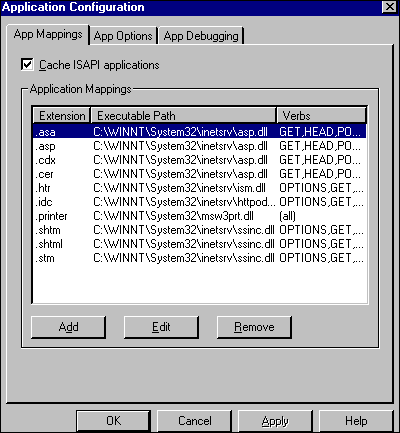 Application Configuration
App Mappings App Options App Debugging
Cache ISAPI applications
Application Mappings
Extension Executable Path Verbs
.asa C:\WINNT\System32\inetsrv\asp.dll GET,HEAD,PO...
.asp C:\WINNT\System32\inetsrv\asp.dll GET,HEAD,PO...
.cdx C:\WINNT\System32\inetsrv\asp.dll GET,HEAD,PO...
.cer C:\WINNT\System32\inetsrv\asp.dll GET,HEAD,PO...
.htr C:\WINNT\System32\inetsrv\ism.dll OPTIONS,GET,...
.idc C:\WINNT\System32\inetsrv\httpod... OPTIONS,GET,...
.printer C:\WINNT\System32\msw3prt.dll (all)
.shtm C:\WINNT\System32\inetsrv\ssinc.dll OPTIONS,GET,...
.shtml C:\WINNT\System32\inetsrv\ssinc.dll OPTIONS,GET,...
.stm C:\WINNT\System32\inetsrv\ssinc.dll OPTIONS,GET,...
Add Edit Remove
OK Cancel Apply Help